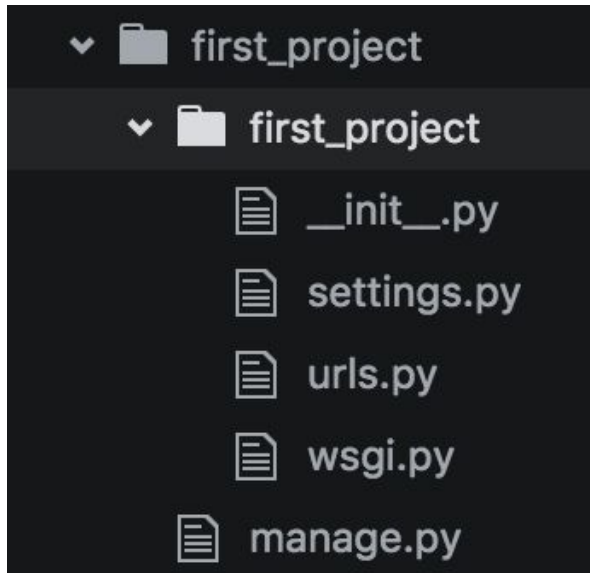 first_project
first_project
__init__.py
settings.py
urls.py
wsgi.py
manage.py